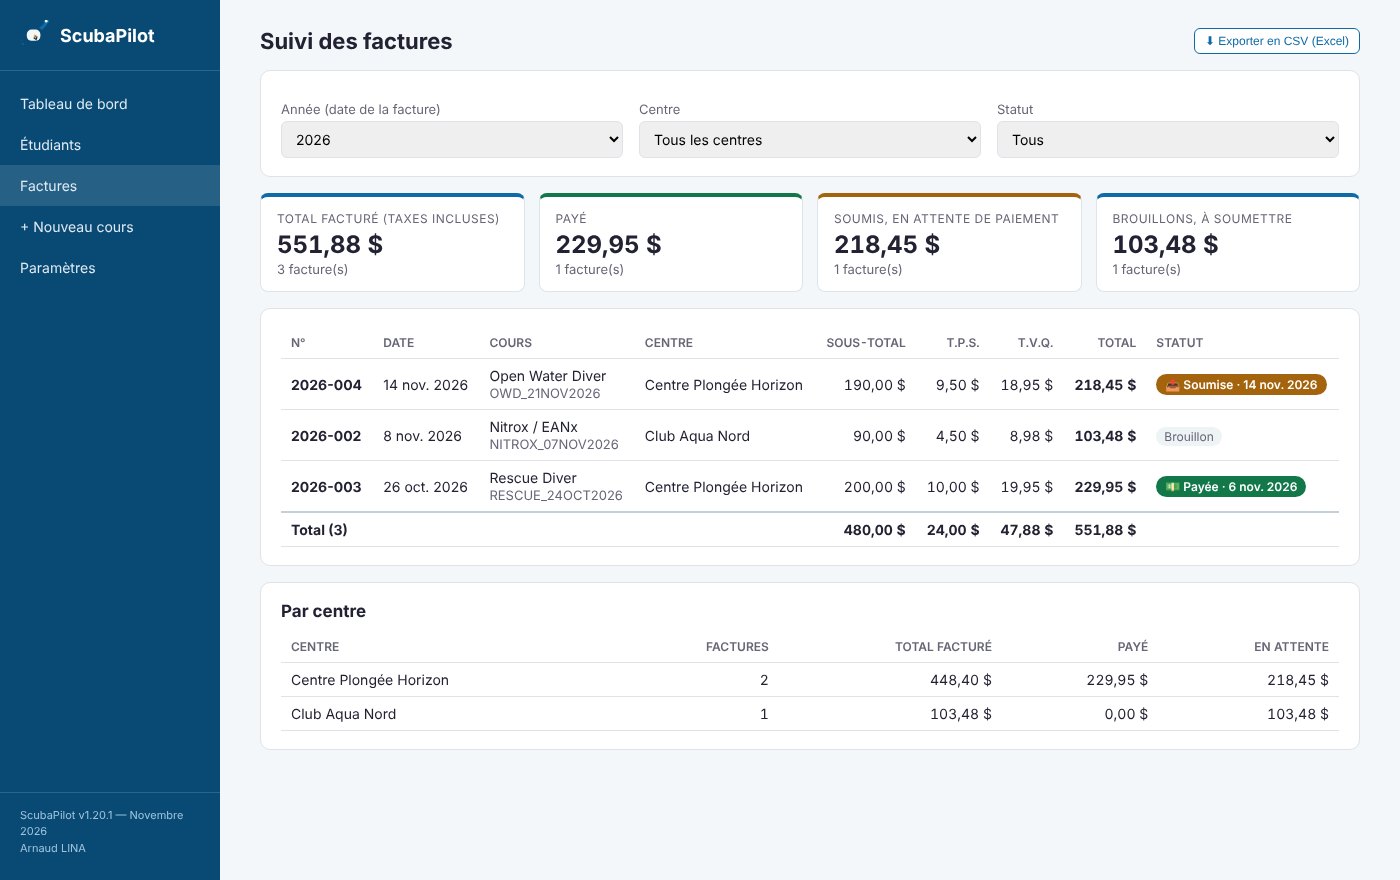 ScubaPilot
Tableau de bord
Étudiants
Factures
+ Nouveau cours
Paramètres
ScubaPilot v1.20.1 — Novembre
2026
Arnaud LINA
Suivi des factures
⬇ Exporter en CSV (Excel)
Année (date de la facture) Centre Statut
2026 Tous les centres Tous
TOTAL FACTURÉ (TAXES INCLUSES) PAYÉ SOUMIS, EN ATTENTE DE PAIEMENT BROUILLONS, À SOUMETTRE
551,88 $ 229,95 $ 218,45 $ 103,48 $
3 facture(s) 1 facture(s) 1 facture(s) 1 facture(s)
N° DATE COURS CENTRE SOUS-TOTAL T.P.S. T.V.Q. TOTAL STATUT
2026-004 14 nov. 2026 Open Water Diver Centre Plongée Horizon 190,00 $ 9,50 $ 18,95 $ 218,45 $ 📤 Soumise · 14 nov. 2026
OWD_21NOV2026
2026-002 8 nov. 2026 Nitrox / EANx Club Aqua Nord 90,00 $ 4,50 $ 8,98 $ 103,48 $ Brouillon
NITROX_07NOV2026
2026-003 26 oct. 2026 Rescue Diver Centre Plongée Horizon 200,00 $ 10,00 $ 19,95 $ 229,95 $ 💵 Payée · 6 nov. 2026
RESCUE_24OCT2026
Total (3) 480,00 $ 24,00 $ 47,88 $ 551,88 $
Par centre
CENTRE FACTURES TOTAL FACTURÉ PAYÉ EN ATTENTE
Centre Plongée Horizon 2 448,40 $ 229,95 $ 218,45 $
Club Aqua Nord 1 103,48 $ 0,00 $ 103,48 $